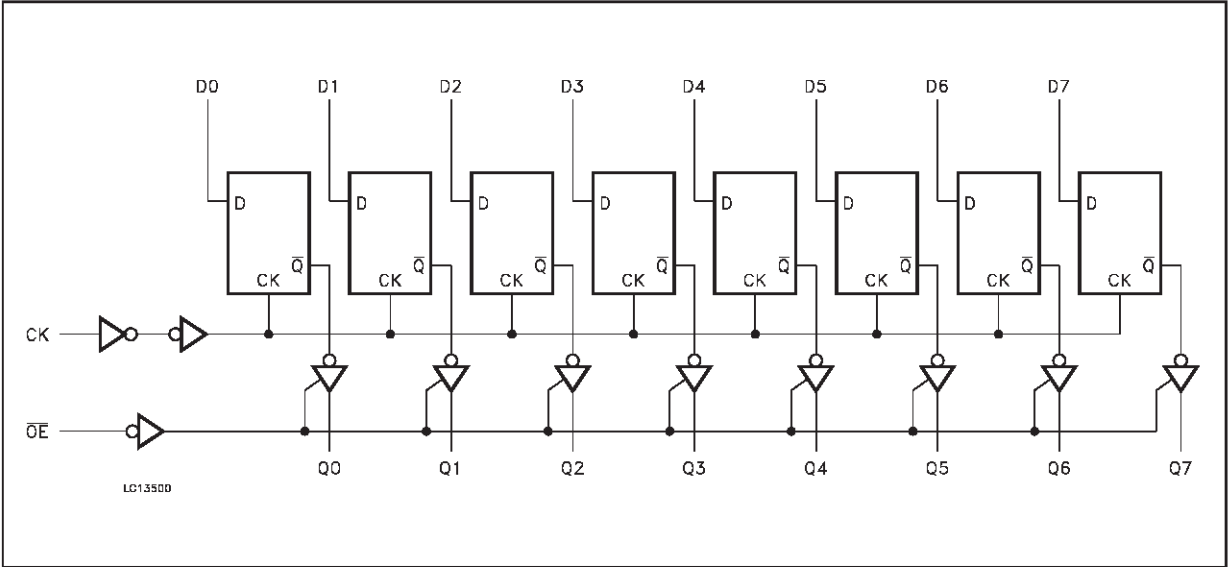 D0 D1 D2 D3 D4 D5 D6 D7
D D D D D D D D
Q̅ Q̅ Q̅ Q̅ Q̅ Q̅ Q̅ Q̅
CK CK CK CK CK CK CK CK
CK
O̅E̅
Q0 Q1 Q2 Q3 Q4 Q5 Q6 Q7
LC13500